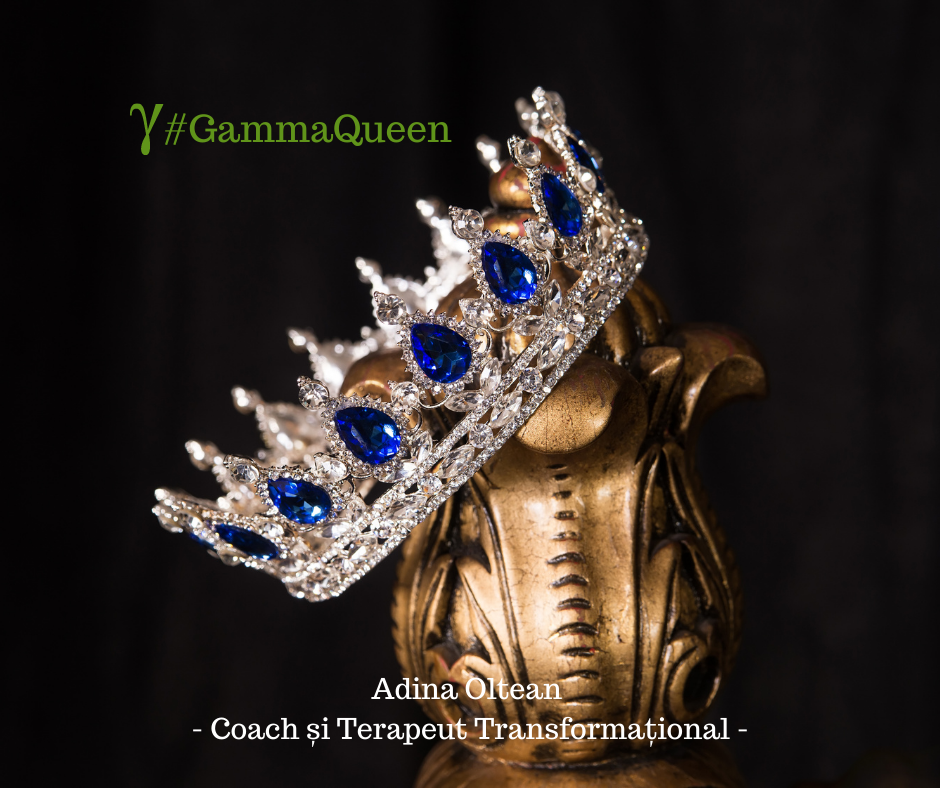 γ#GammaQueen
Adina Oltean
- Coach și Terapeut Transformațional -